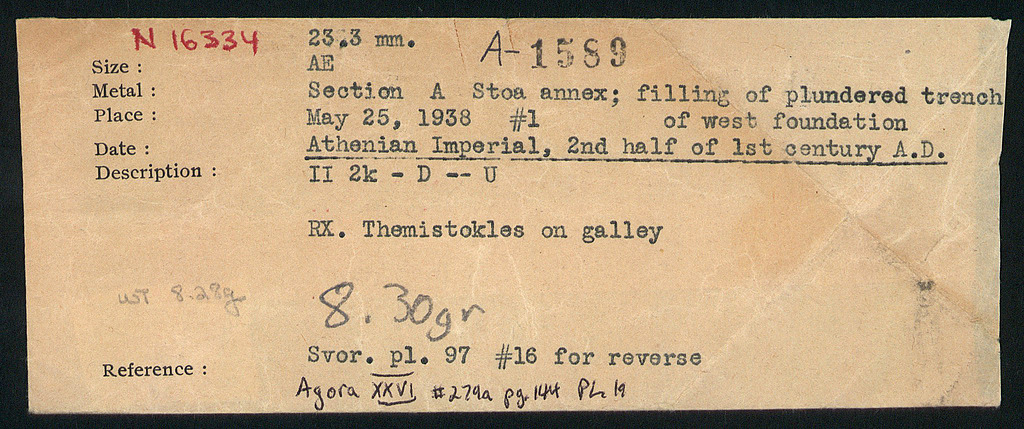 N 16334
A-1589
Size : 23.3 mm.
Metal : AE
Place : Section A Stoa annex; filling of plundered trench
of west foundation
Date : May 25, 1938 #1
Description : Athenian Imperial, 2nd half of 1st century A.D.
II 2k - D -- U
RX. Themistokles on galley
WT 8.28g
8.30gr
Reference : Svor. pl. 97 #16 for reverse
Agora XXVI #279a pg.144 PL 19